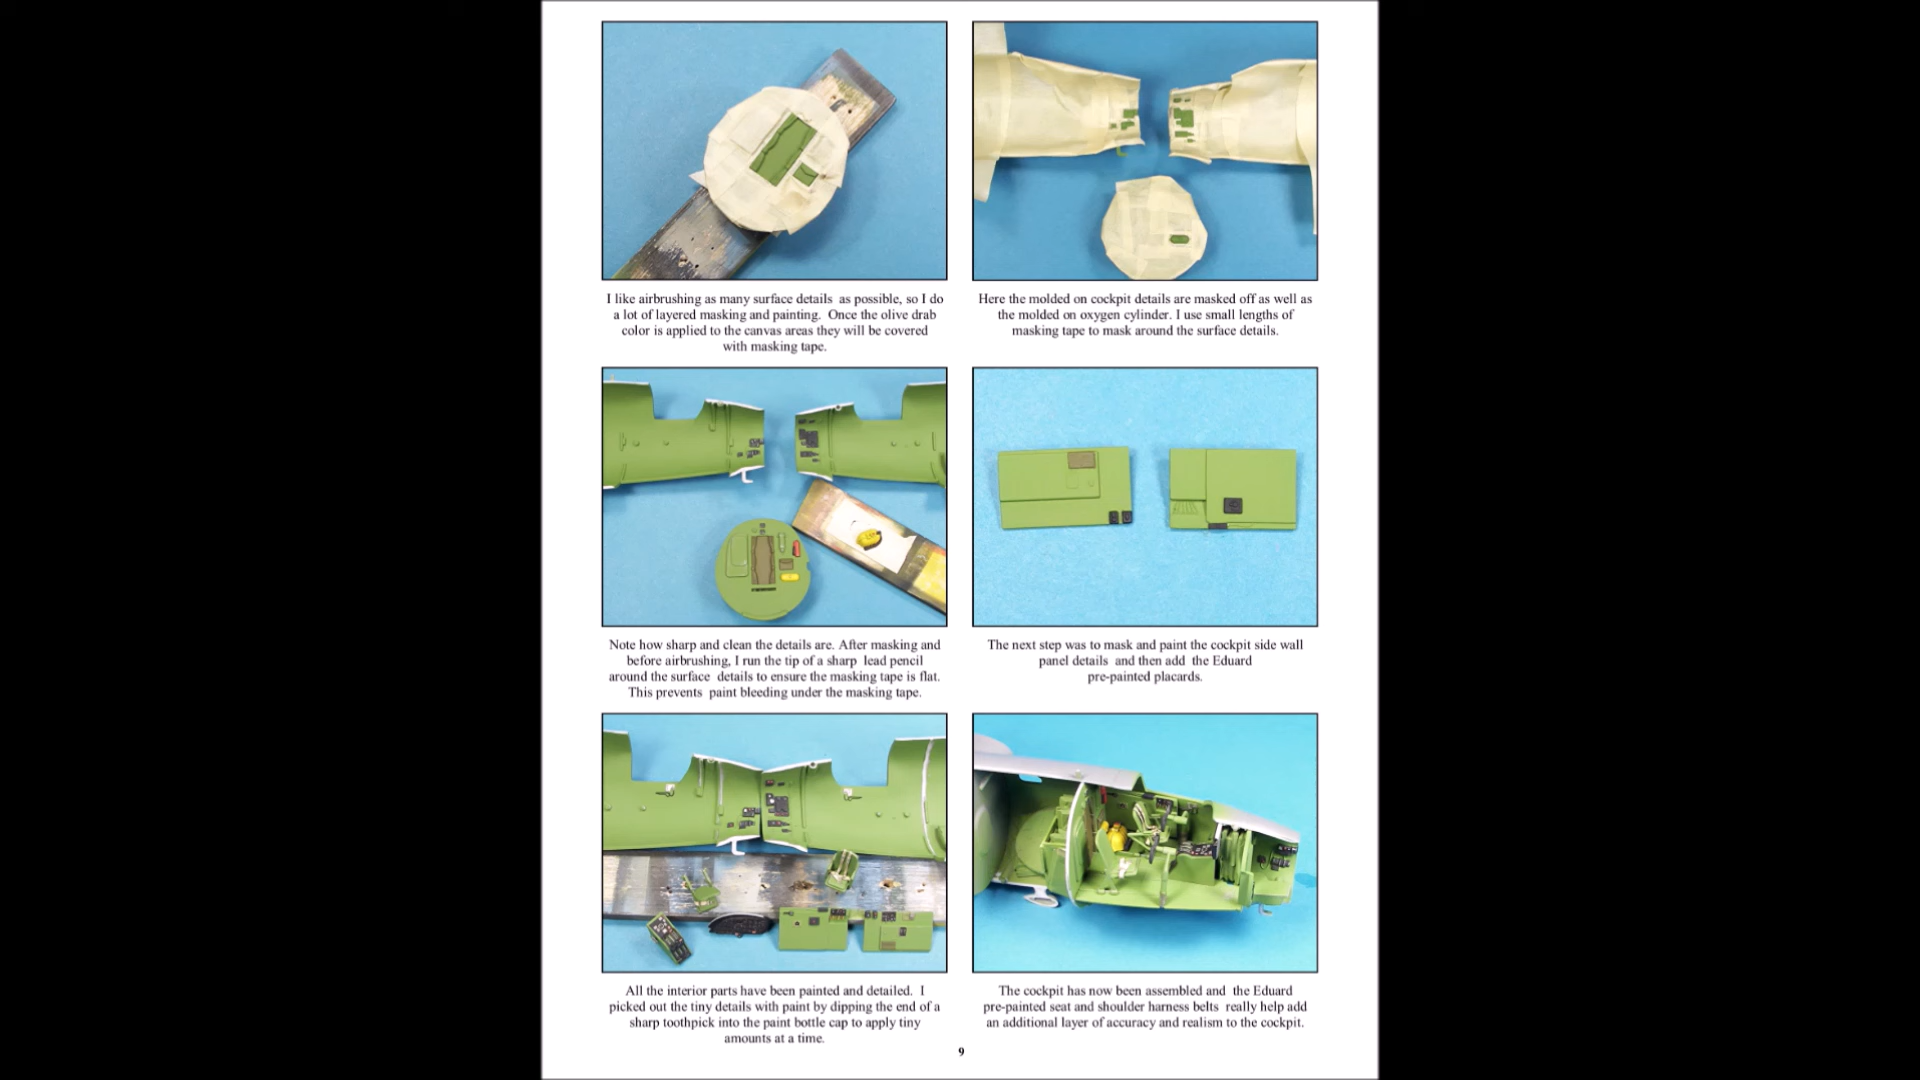 I like airbrushing as many surface details as possible, so I do
a lot of layered masking and painting. Once the olive drab
color is applied to the canvas areas they will be covered
with masking tape.
Here the molded on cockpit details are masked off as well as
the molded on oxygen cylinder. I use small lengths of
masking tape to mask around the surface details.
Note how sharp and clean the details are. After masking and
before airbrushing, I run the tip of a sharp lead pencil
around the surface details to ensure the masking tape is flat.
This prevents paint bleeding under the masking tape.
The next step was to mask and paint the cockpit side wall
panel details and then add the Eduard
pre-painted placards.
All the interior parts have been painted and detailed. I
picked out the tiny details with paint by dipping the end of a
sharp toothpick into the paint bottle cap to apply tiny
amounts at a time.
The cockpit has now been assembled and the Eduard
pre-painted seat and shoulder harness belts really help add
an additional layer of accuracy and realism to the cockpit.
9